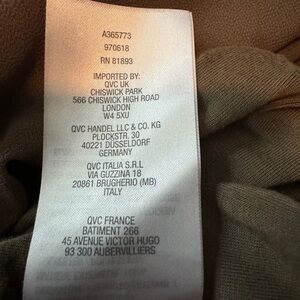 A365773
970618
RN 81893
IMPORTED BY:
QVC UK
CHISWICK PARK
566 CHISWICK HIGH ROAD
LONDON
W4 5XU
QVC HANDEL LLC & CO. KG
PLOCKSTR. 30
40221 DÜSSELDORF
GERMANY
QVC ITALIA S.R.L
VIA GUZZINA 18
20861 BRUGHERIO (MB)
ITALY
QVC FRANCE
BATIMENT 266
45 AVENUE VICTOR HUGO
93 300 AUBERVILLIERS